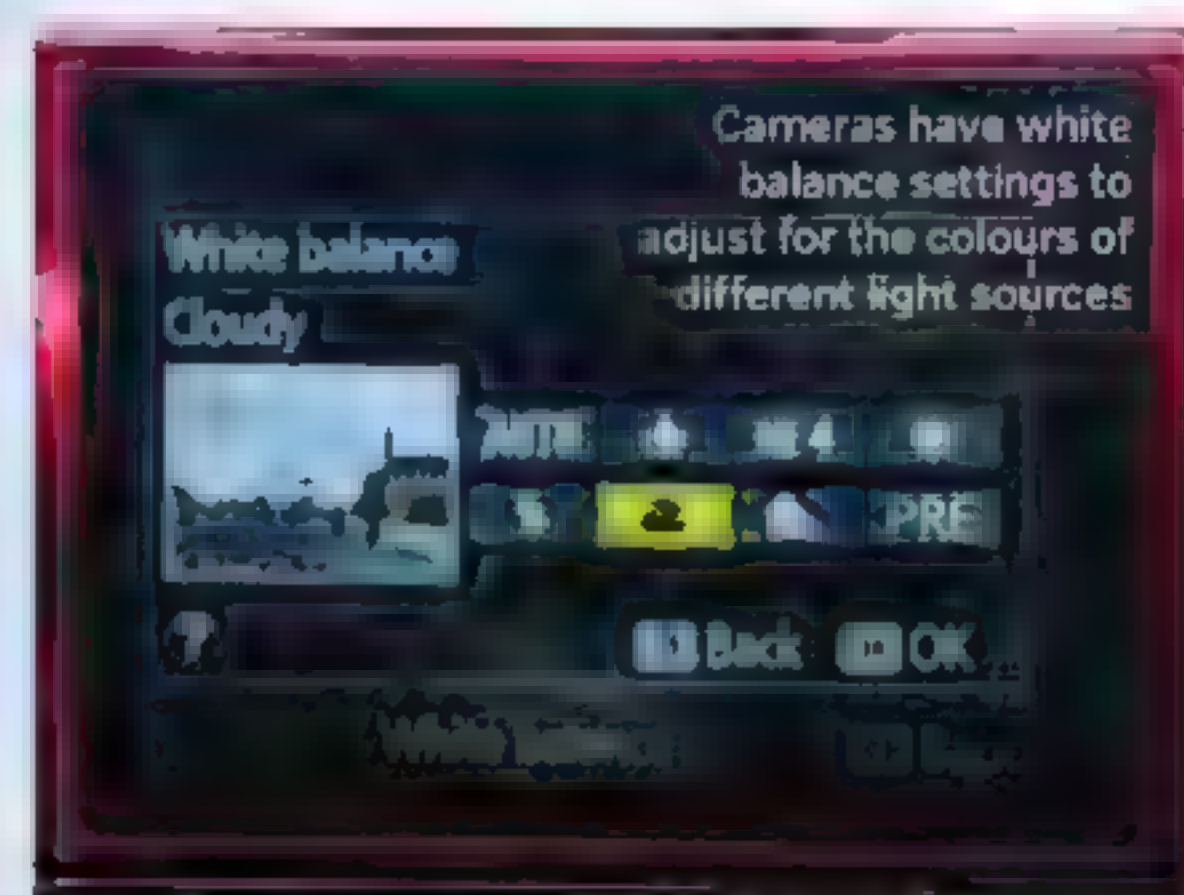 Cameras have white
balance settings to
adjust for the colours of
different light sources
White balance
Cloudy
AUTO
PRE
Back OK